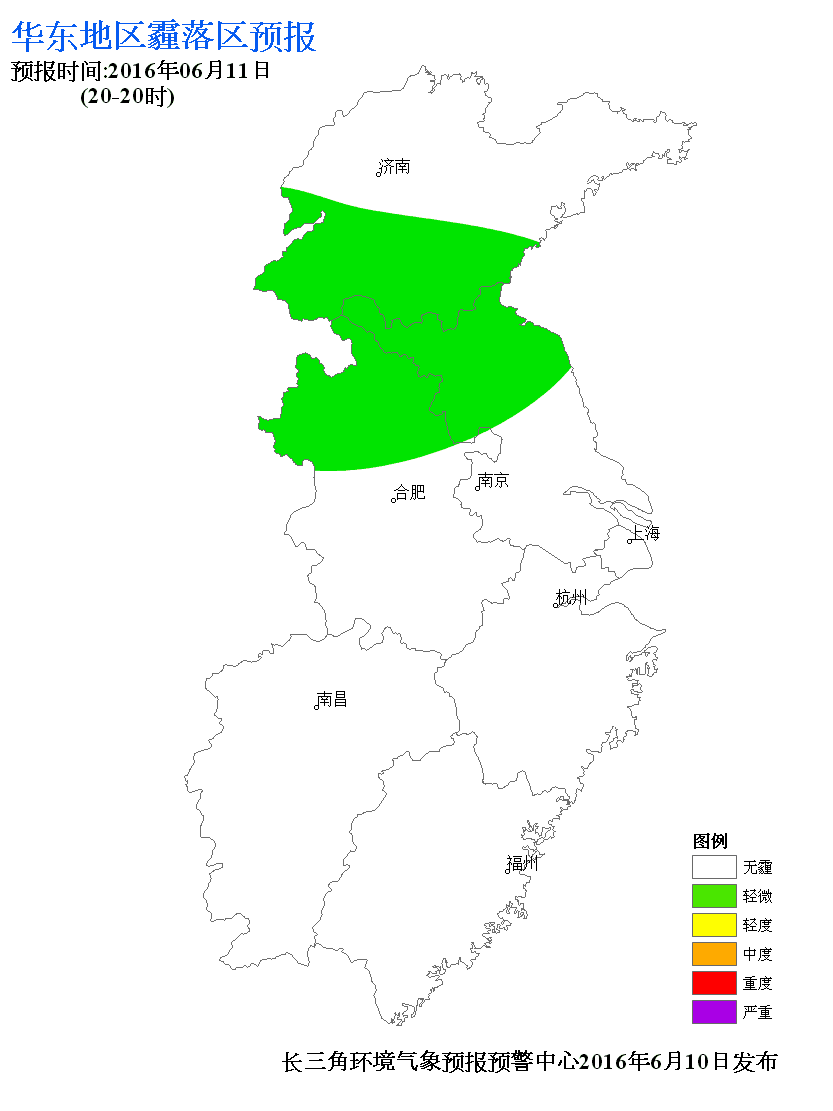 华东地区霾落区预报
预报时间:2016年06月11日
(20-20时)
济南
合肥
南京
上海
杭州
南昌
福州
图例
无霾
轻微
轻度
中度
重度
严重
长三角环境气象预报预警中心2016年6月10日发布